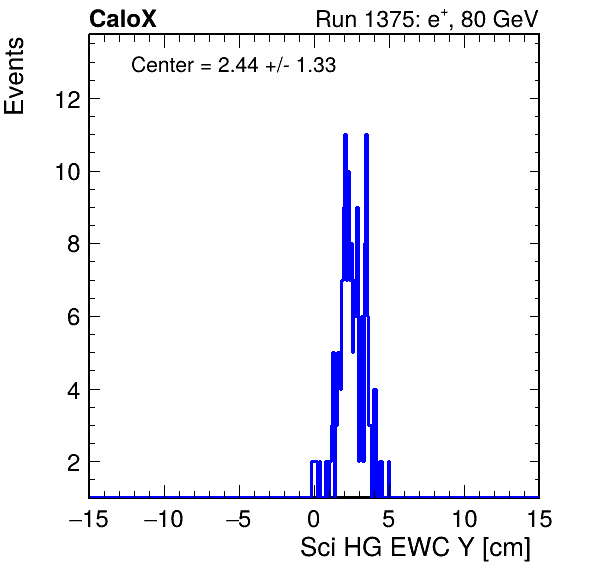 CaloX Run 1375: e⁺, 80 GeV
Events
Center = 2.44 +/- 1.33
12
10
8
6
4
2
−15 −10 −5 0 5 10 15
Sci HG EWC Y [cm]